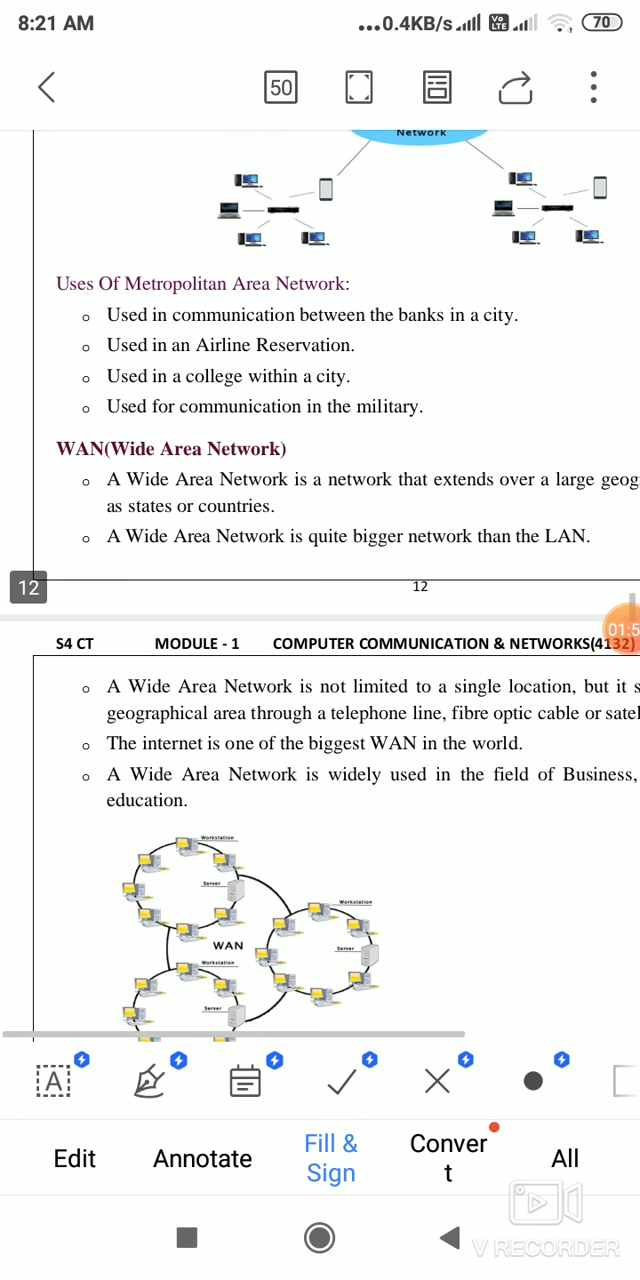 8:21 AM
...0.4KB/s
Vo
LTE
70
50
Network
Uses Of Metropolitan Area Network:
o Used in communication between the banks in a city.
o Used in an Airline Reservation.
o Used in a college within a city.
o Used for communication in the military.
WAN(Wide Area Network)
o A Wide Area Network is a network that extends over a large geog
as states or countries.
o A Wide Area Network is quite bigger network than the LAN.
12
12
01:5
S4 CT MODULE - 1 COMPUTER COMMUNICATION & NETWORKS(4132)
o A Wide Area Network is not limited to a single location, but it s
geographical area through a telephone line, fibre optic cable or satel
o The internet is one of the biggest WAN in the world.
o A Wide Area Network is widely used in the field of Business,
education.
Workstation
Server
Workstation
WAN
Server
Workstation
Server
A
Edit
Annotate
Fill &
Sign
Conver
t
All
V RECORDER